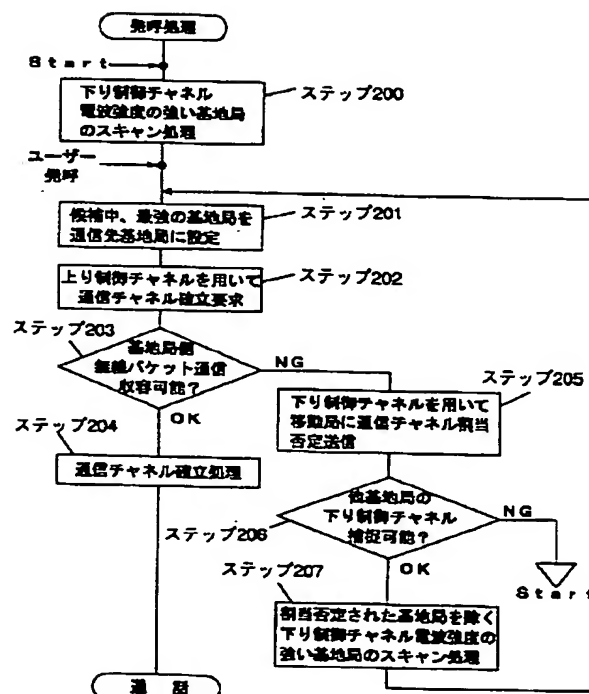 発呼処理
Start
下り制御チャネル
電波強度の強い基地局
のスキャン処理
ステップ200
ユーザー
発呼
候補中、最強の基地局を
通信先基地局に設定
ステップ201
上り制御チャネルを用いて
通信チャネル確立要求
ステップ202
ステップ203
基地局側
無線パケット通信
収容可能?
NG
OK
ステップ204
通信チャネル確立処理
ステップ205
下り制御チャネルを用いて
移動局に通信チャネル割当
否定送信
他基地局の
下り制御チャネル
捕捉可能?
ステップ206
NG
OK
Start
ステップ207
割当否定された基地局を除く
下り制御チャネル電波強度の
強い基地局のスキャン処理
通 話